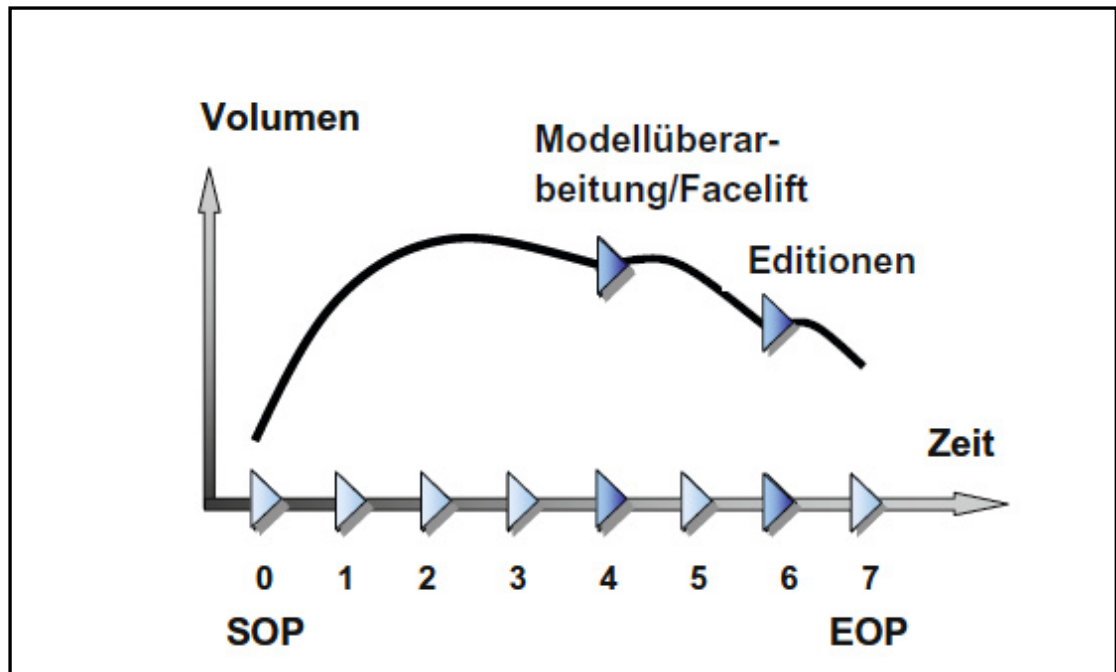 Volumen
Modellüberar-
beitung/Facelift
Editionen
Zeit
0 1 2 3 4 5 6 7
SOP EOP